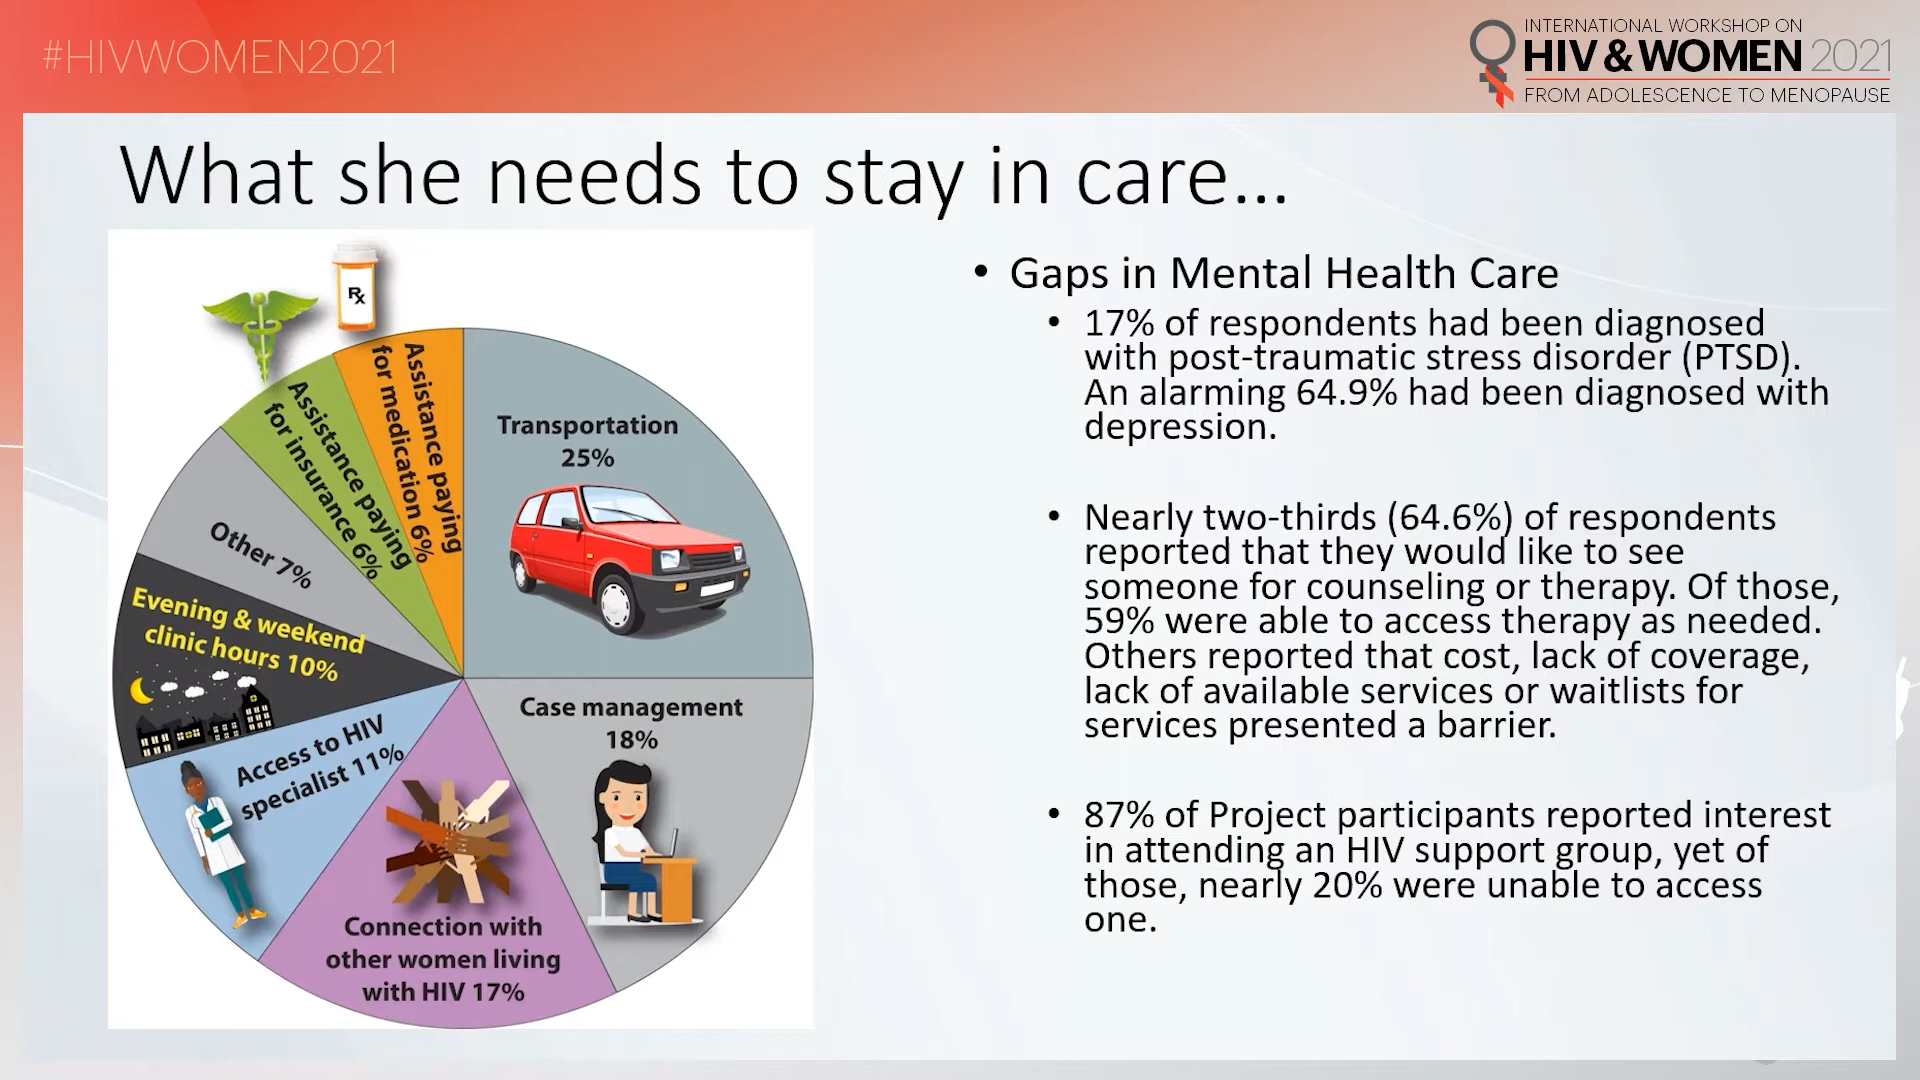 #HIVWOMEN2021
INTERNATIONAL WORKSHOP ON
HIV & WOMEN 2021
FROM ADOLESCENCE TO MENOPAUSE
What she needs to stay in care...
Rx
Assistance paying
for medication 6%
Assistance paying
for insurance 6%
Other 7%
Evening & weekend
clinic hours 10%
Access to HIV
specialist 11%
Connection with
other women living
with HIV 17%
Case management
18%
Transportation
25%
• Gaps in Mental Health Care
• 17% of respondents had been diagnosed
with post-traumatic stress disorder (PTSD).
An alarming 64.9% had been diagnosed with
depression.
• Nearly two-thirds (64.6%) of respondents
reported that they would like to see
someone for counseling or therapy. Of those,
59% were able to access therapy as needed.
Others reported that cost, lack of coverage,
lack of available services or waitlists for
services presented a barrier.
• 87% of Project participants reported interest
in attending an HIV support group, yet of
those, nearly 20% were unable to access
one.